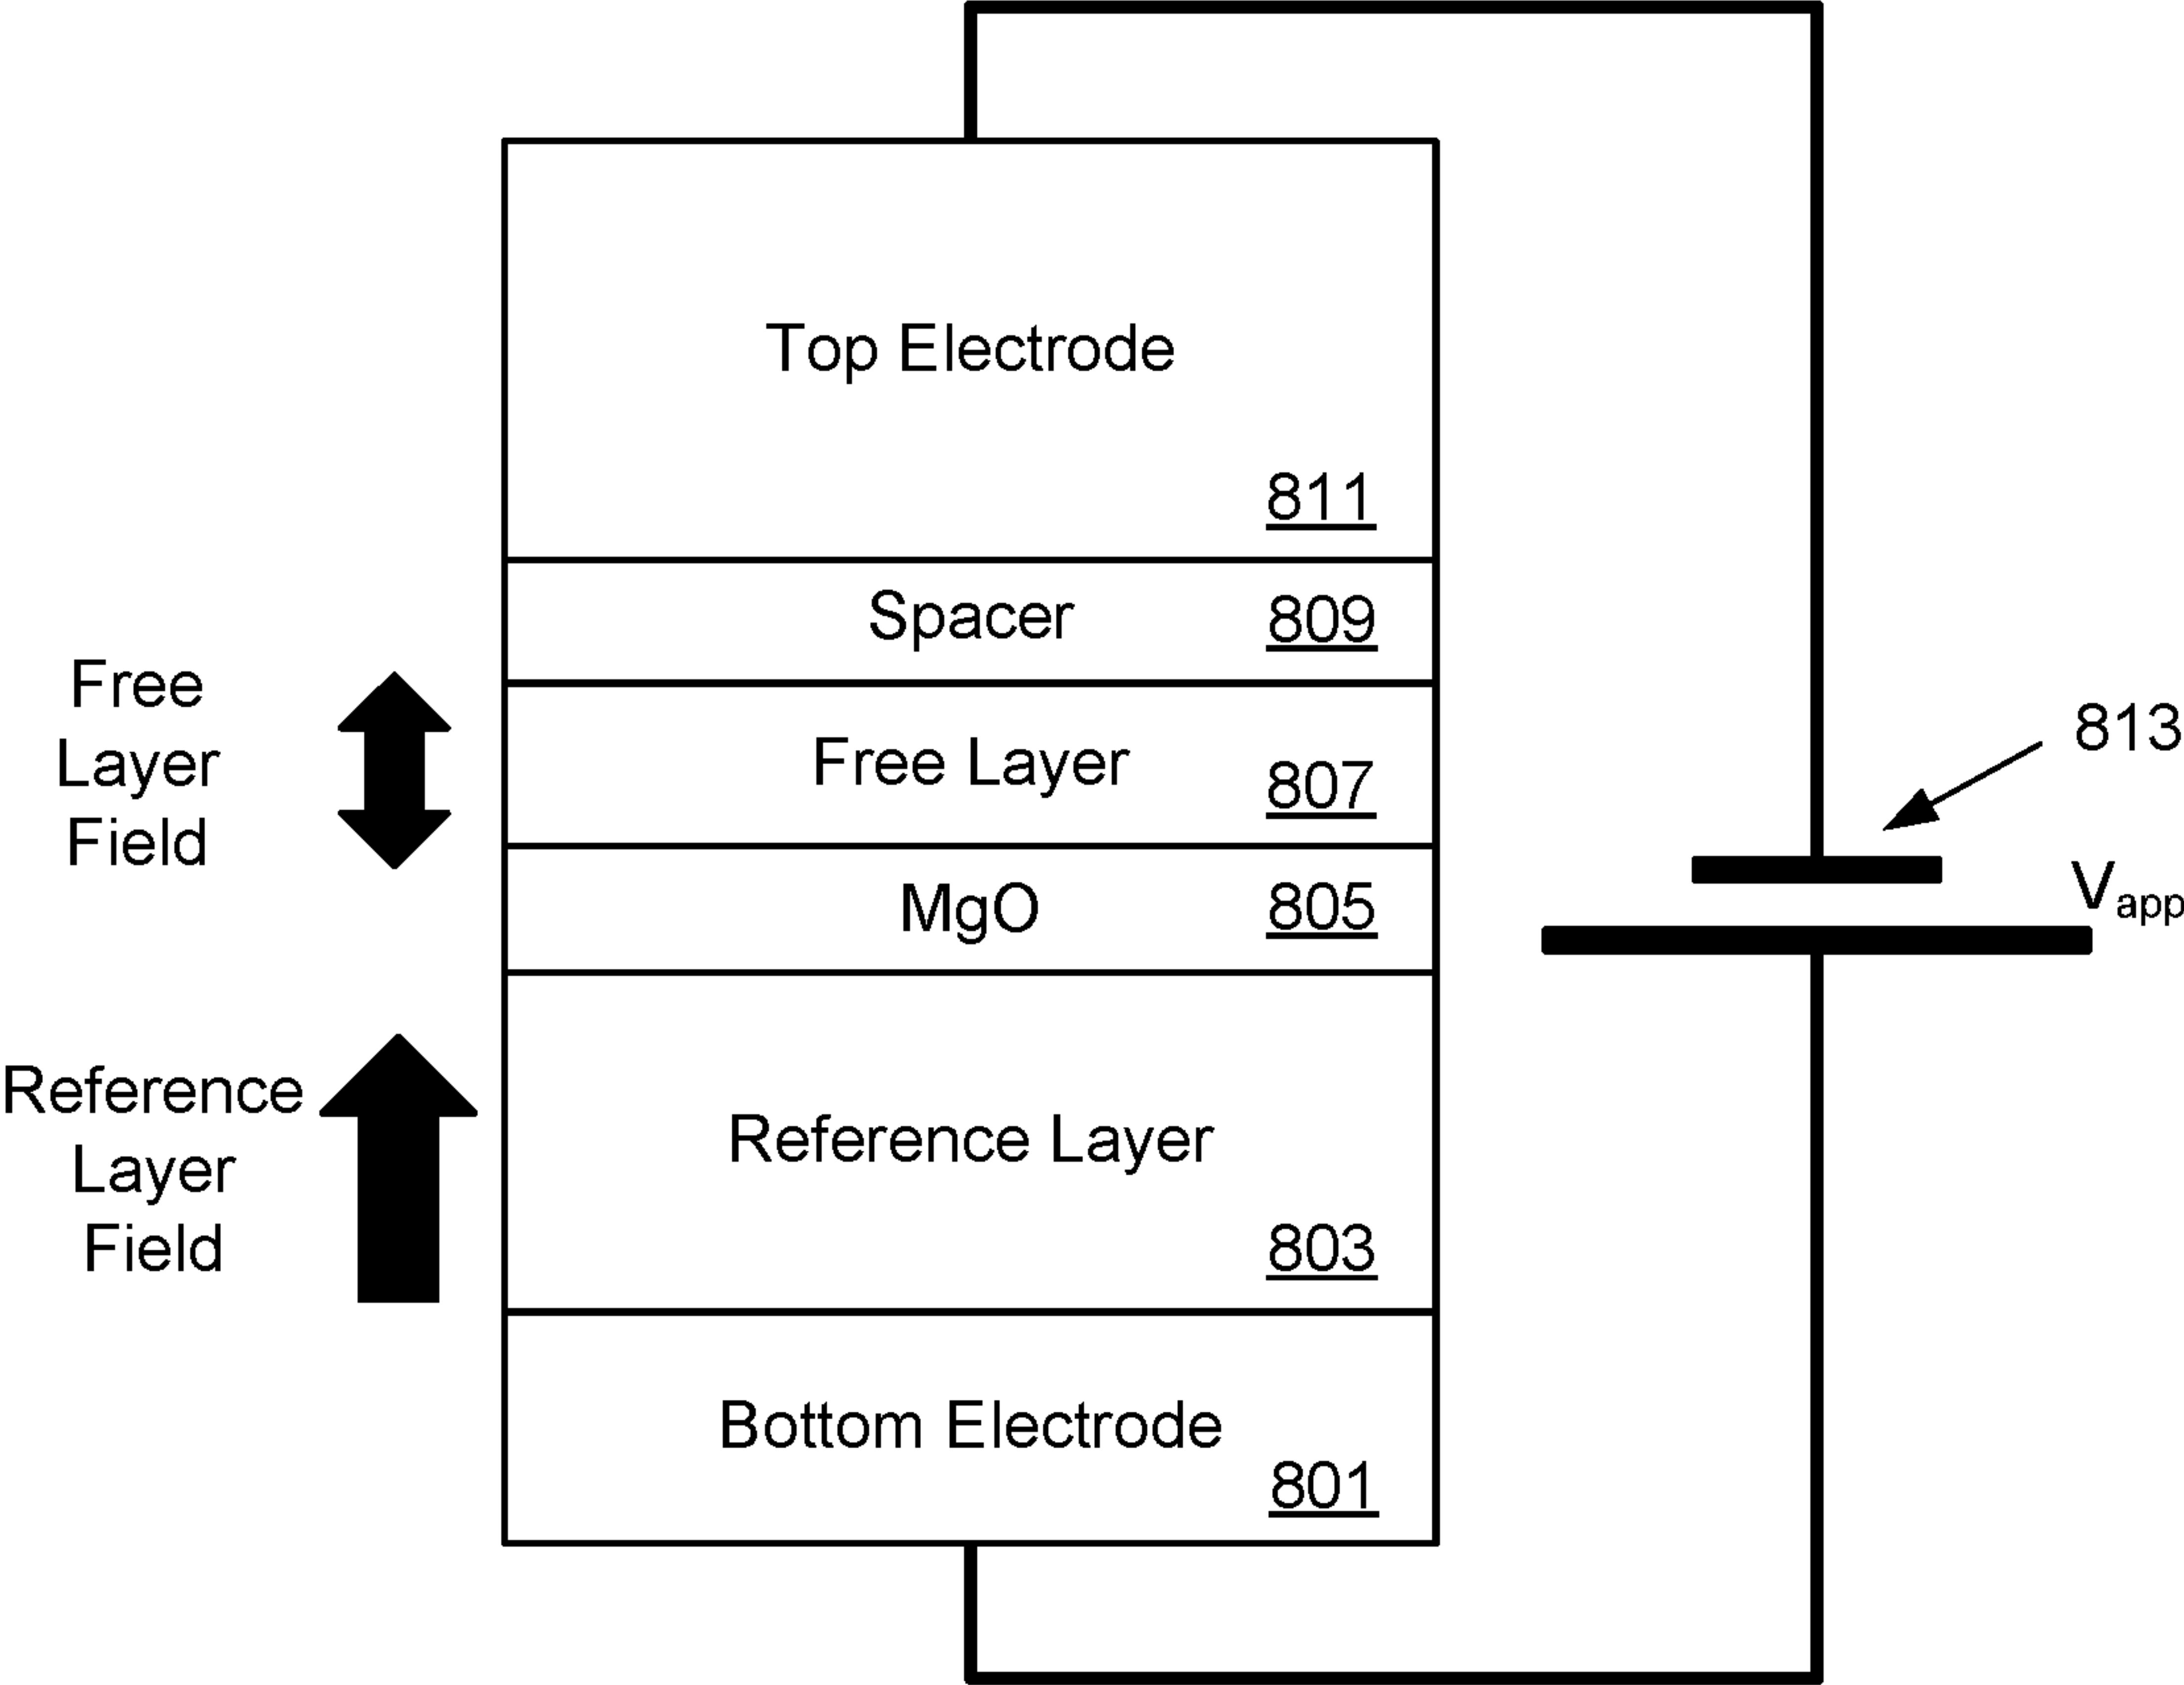 Top Electrode
811
Spacer 809
Free
Layer
Field
Free Layer 807
813
MgO 805
Vapp
Reference
Layer
Field
Reference Layer
803
Bottom Electrode
801